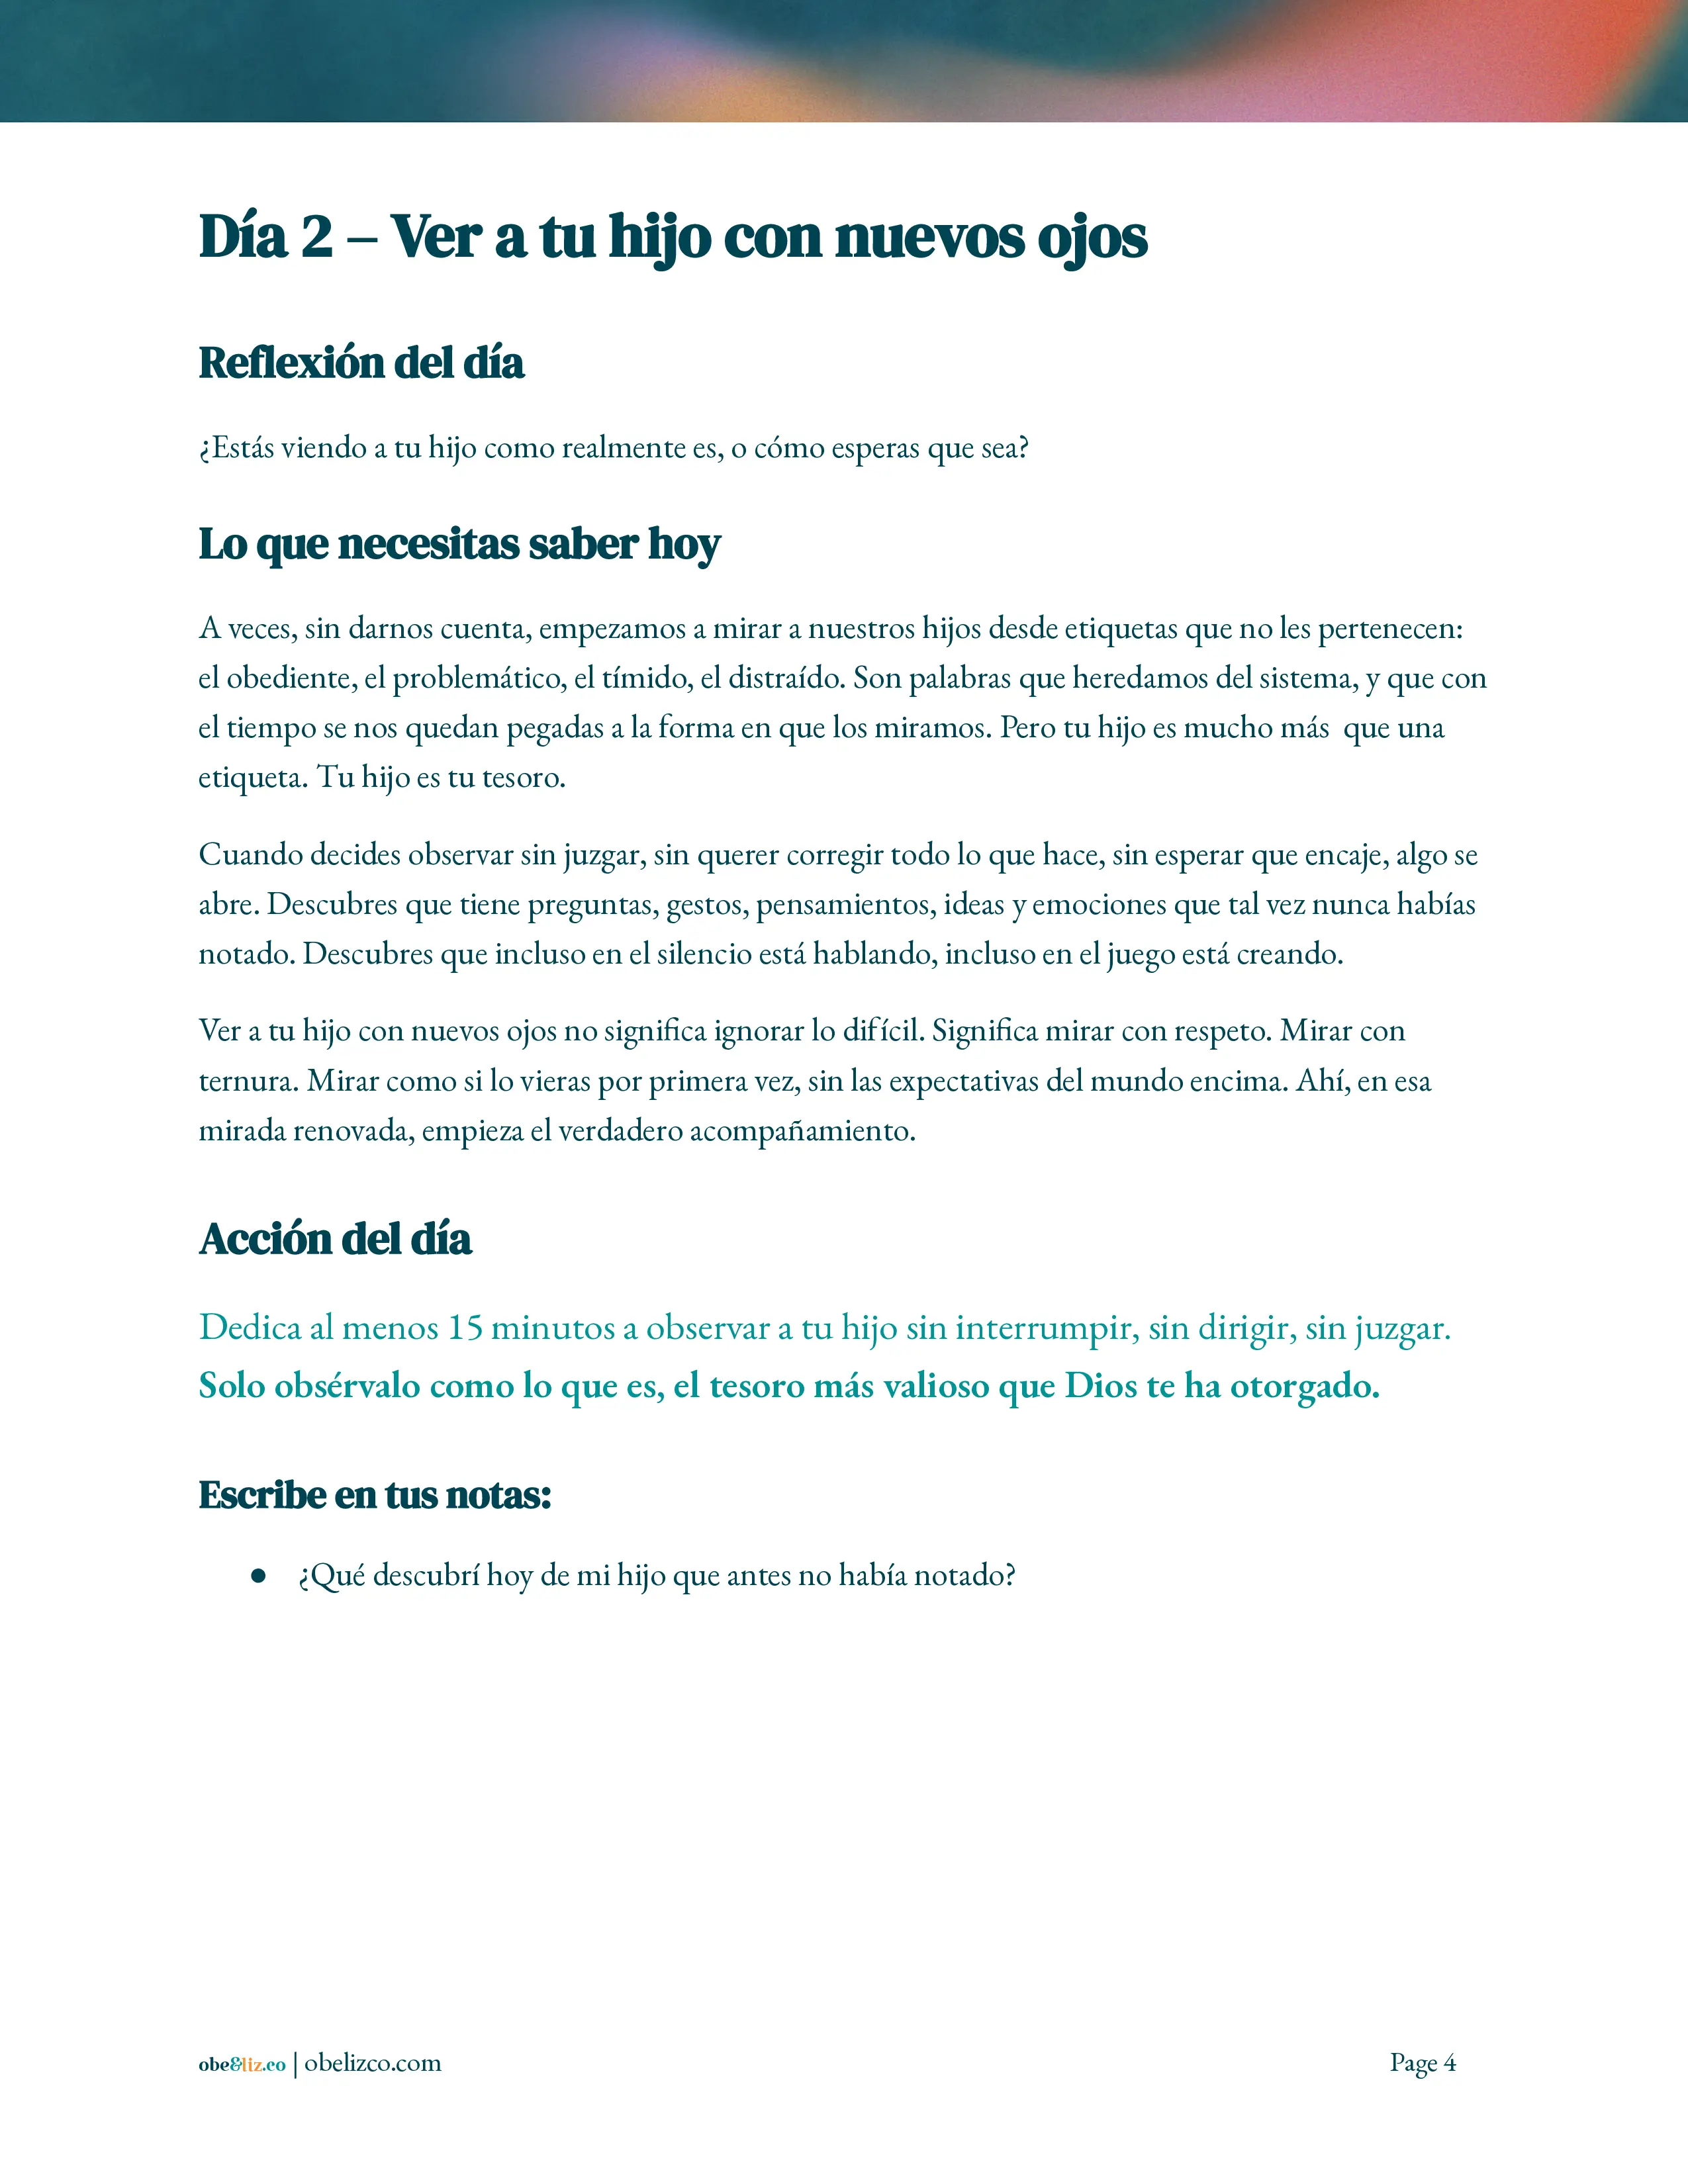 Día 2 – Ver a tu hijo con nuevos ojos
Reflexión del día
¿Estás viendo a tu hijo como realmente es, o cómo esperas que sea?
Lo que necesitas saber hoy
A veces, sin darnos cuenta, empezamos a mirar a nuestros hijos desde etiquetas que no les pertenecen:
el obediente, el problemático, el tímido, el distraído. Son palabras que heredamos del sistema, y que con
el tiempo se nos quedan pegadas a la forma en que los miramos. Pero tu hijo es mucho más  que una
etiqueta. Tu hijo es tu tesoro.
Cuando decides observar sin juzgar, sin querer corregir todo lo que hace, sin esperar que encaje, algo se
abre. Descubres que tiene preguntas, gestos, pensamientos, ideas y emociones que tal vez nunca habías
notado. Descubres que incluso en el silencio está hablando, incluso en el juego está creando.
Ver a tu hijo con nuevos ojos no significa ignorar lo difícil. Significa mirar con respeto. Mirar con
ternura. Mirar como si lo vieras por primera vez, sin las expectativas del mundo encima. Ahí, en esa
mirada renovada, empieza el verdadero acompañamiento.
Acción del día
Dedica al menos 15 minutos a observar a tu hijo sin interrumpir, sin dirigir, sin juzgar.
Solo obsérvalo como lo que es, el tesoro más valioso que Dios te ha otorgado.
Escribe en tus notas:
● ¿Qué descubrí hoy de mi hijo que antes no había notado?
obe&liz.co | obelizco.com Page 4